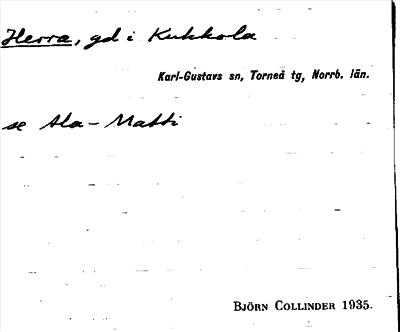 Herra, gd i Kukkola
Karl-Gustavs sn, Torneå tg, Norrb. län.
se Ala-Matti
BJÖRN COLLINDER 1935.